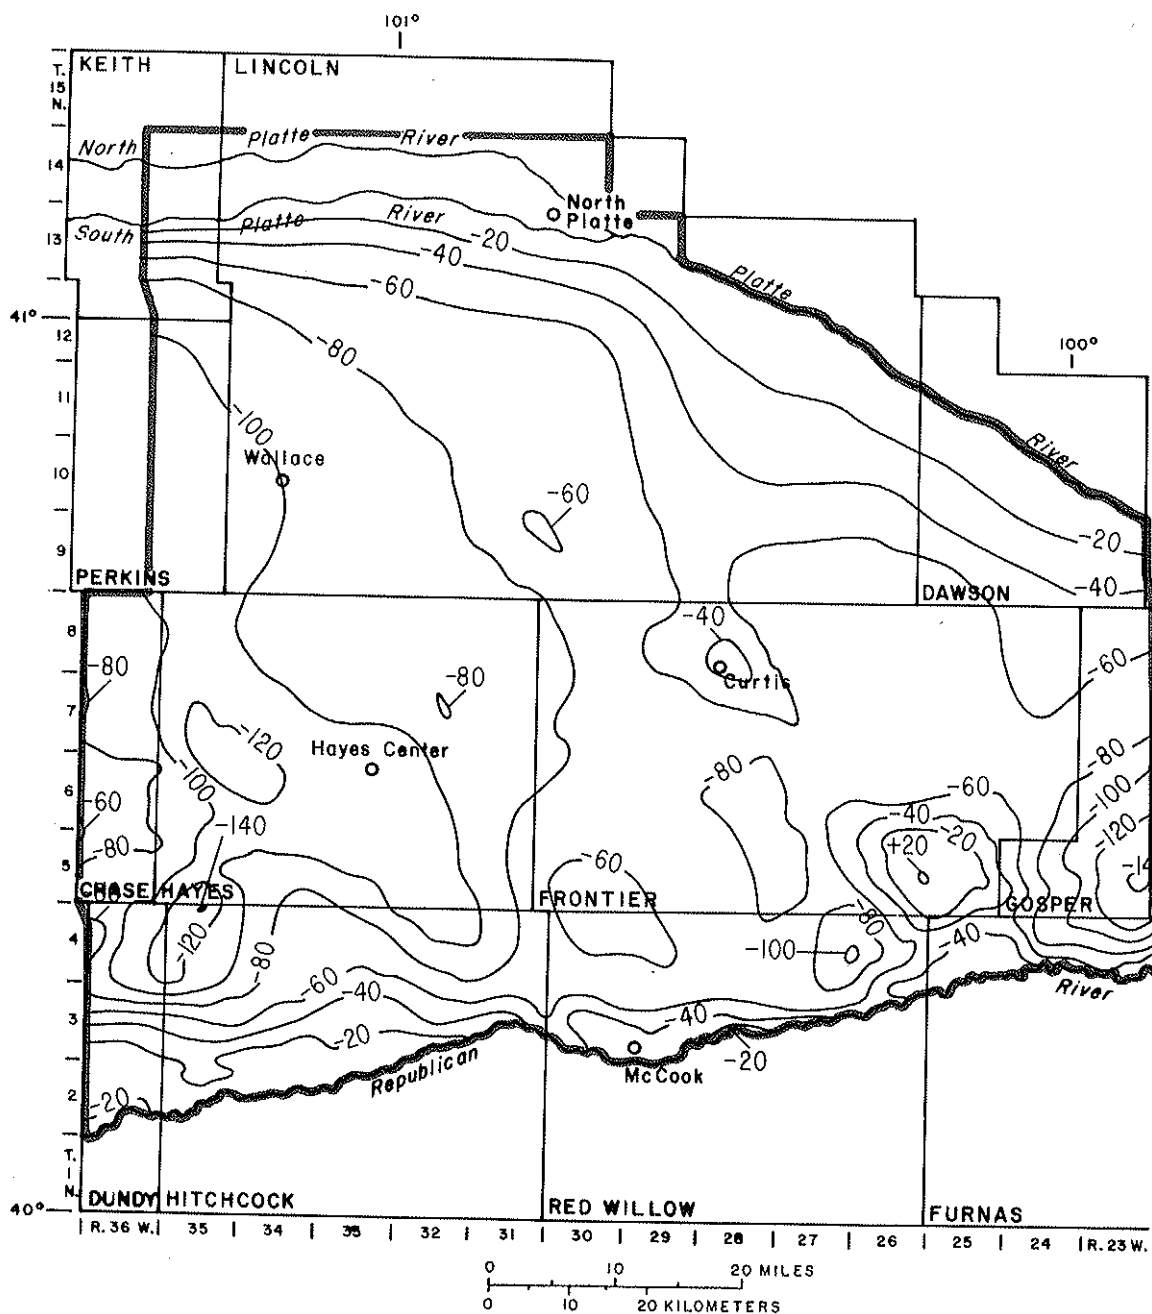 101°
KEITH
LINCOLN
T.
15
N.
North Platte River
14
North
Platte
South Platte River
13
-20
-40
-60
Platte
41°
100°
12
-80
11
-100
Wallace
10
-60
River
9
-20
-40
PERKINS
DAWSON
8
-40
-80
-60
Curtis
7
-80
-120
Hayes Center
-80
-80
-100
6
-60
-60
-100
-140
-40
-20
-120
-80
+20
5
-60
CHASE
HAYES
FRONTIER
GOSPER
4
-120
-80
-80
-100
-40
-60
River
3
-40
-40
-20
-20
Republican
McCook
2
-20
T.
1
N.
40°
DUNDY
HITCHCOCK
RED WILLOW
FURNAS
R. 36 W.
35
34
33
32
31
30
29
28
27
26
25
24
R. 23 W.
0 10 20 MILES
0 10 20 KILOMETERS